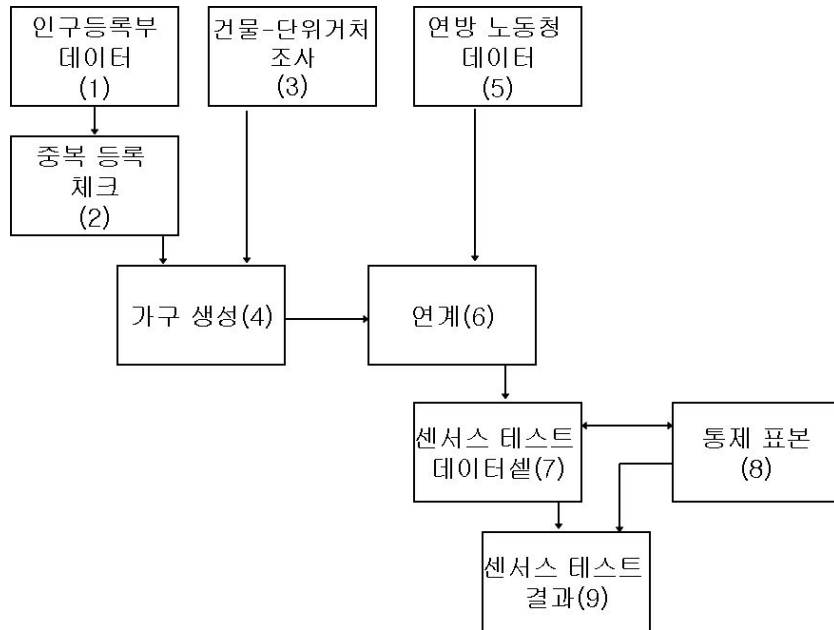 인구등록부
데이터
(1)
건물-단위거처
조사
(3)
연방 노동청
데이터
(5)
중복 등록
체크
(2)
가구 생성(4)
연계(6)
센서스 테스트
데이터셑(7)
통제 표본
(8)
센서스 테스트
결과(9)